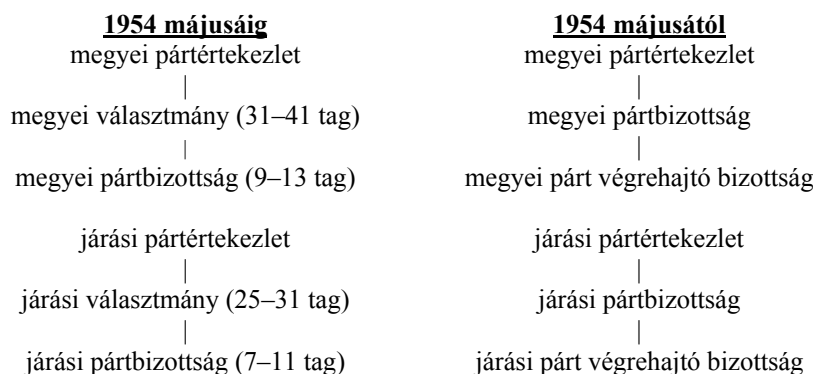 1954 májusáig
megyei pártértekezlet
|
megyei választmány (31–41 tag)
|
megyei pártbizottság (9–13 tag)
járási pártértekezlet
|
járási választmány (25–31 tag)
|
járási pártbizottság (7–11 tag)
1954 májusától
megyei pártértekezlet
|
megyei pártbizottság
|
megyei párt végrehajtó bizottság
járási pártértekezlet
|
járási pártbizottság
|
járási párt végrehajtó bizottság